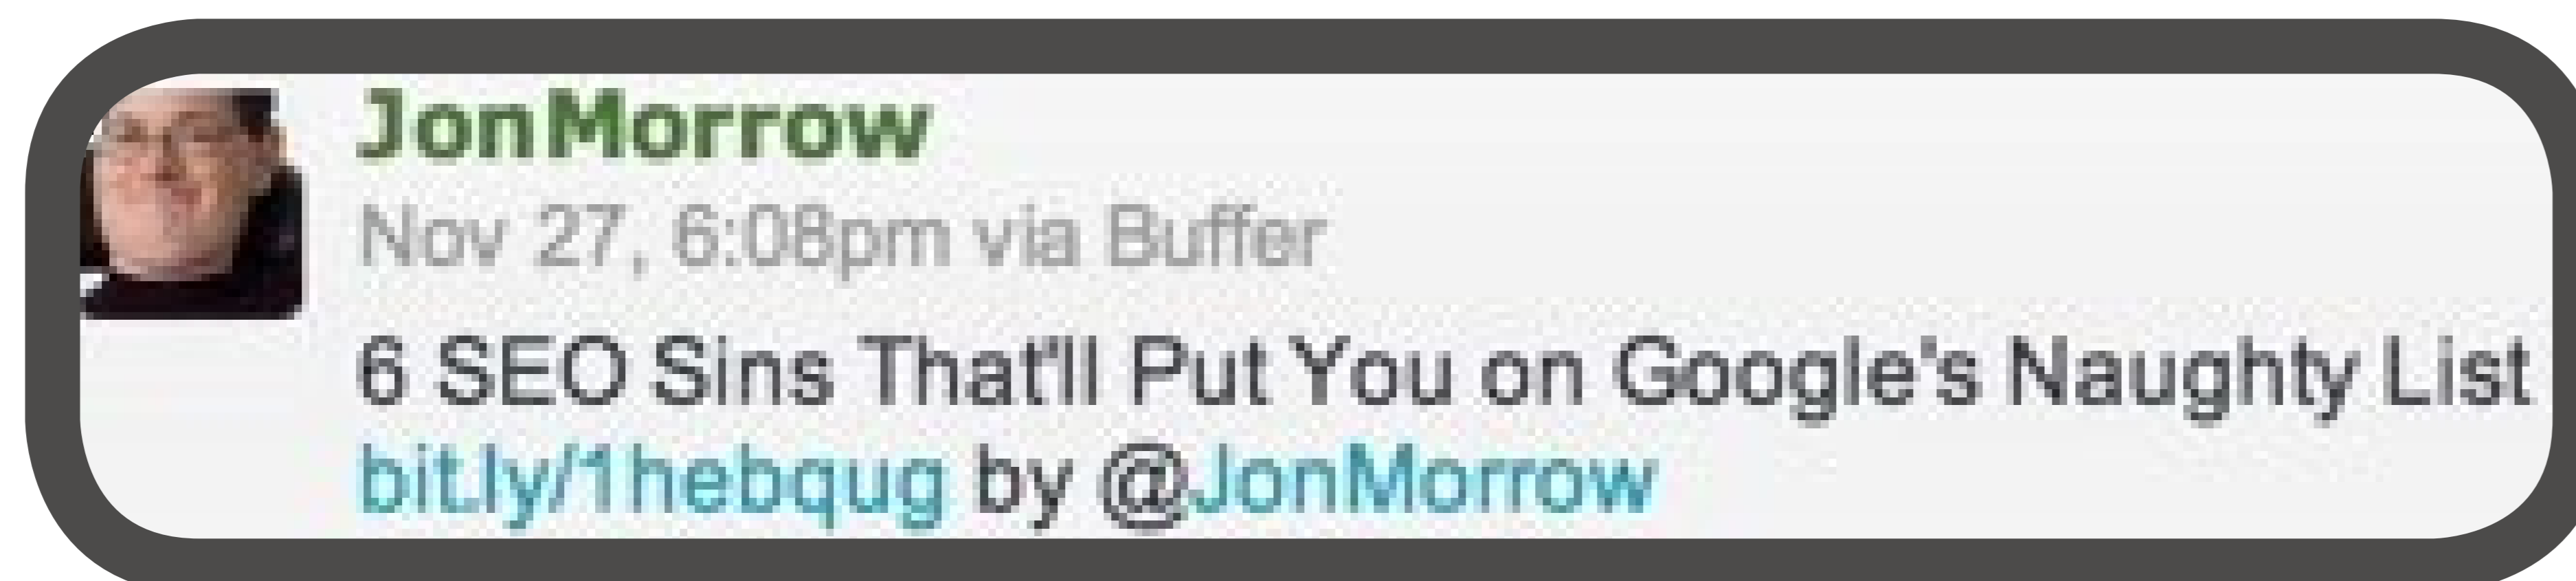 JonMorrow
Nov 27, 6:08pm via Buffer
6 SEO Sins That'll Put You on Google's Naughty List
bit.ly/1hebqug by @JonMorrow